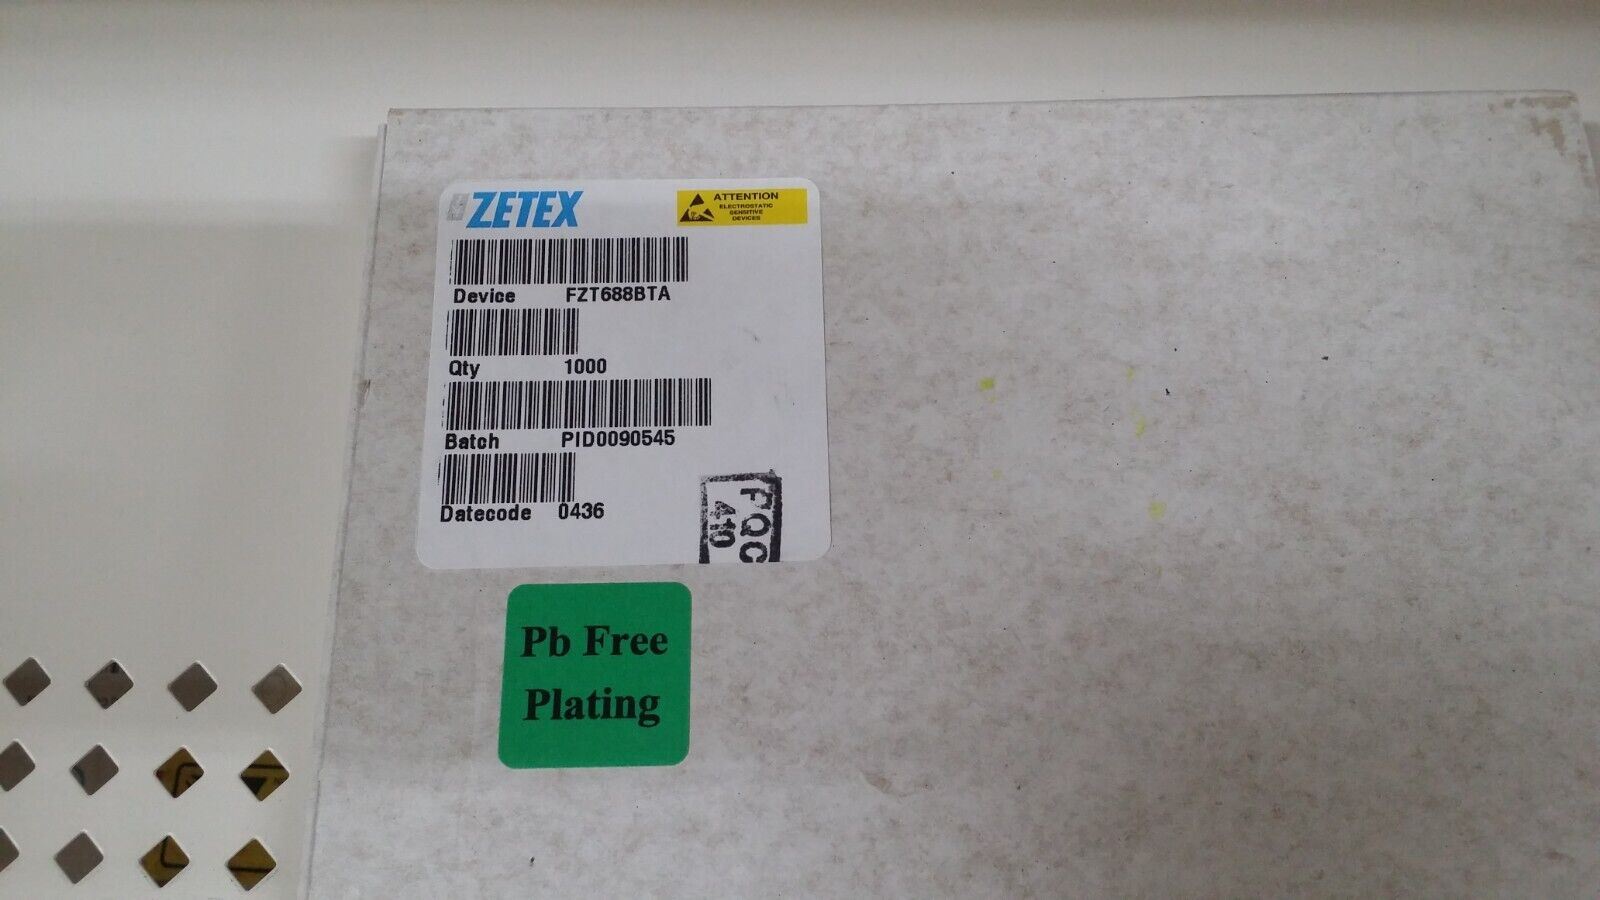 ZETEX
ATTENTION
ELECTROSTATIC
SENSITIVE
DEVICES
Device FZT688BTA
Qty 1000
Batch PID0090545
Datecode 0436
FQC
410
Pb Free
Plating